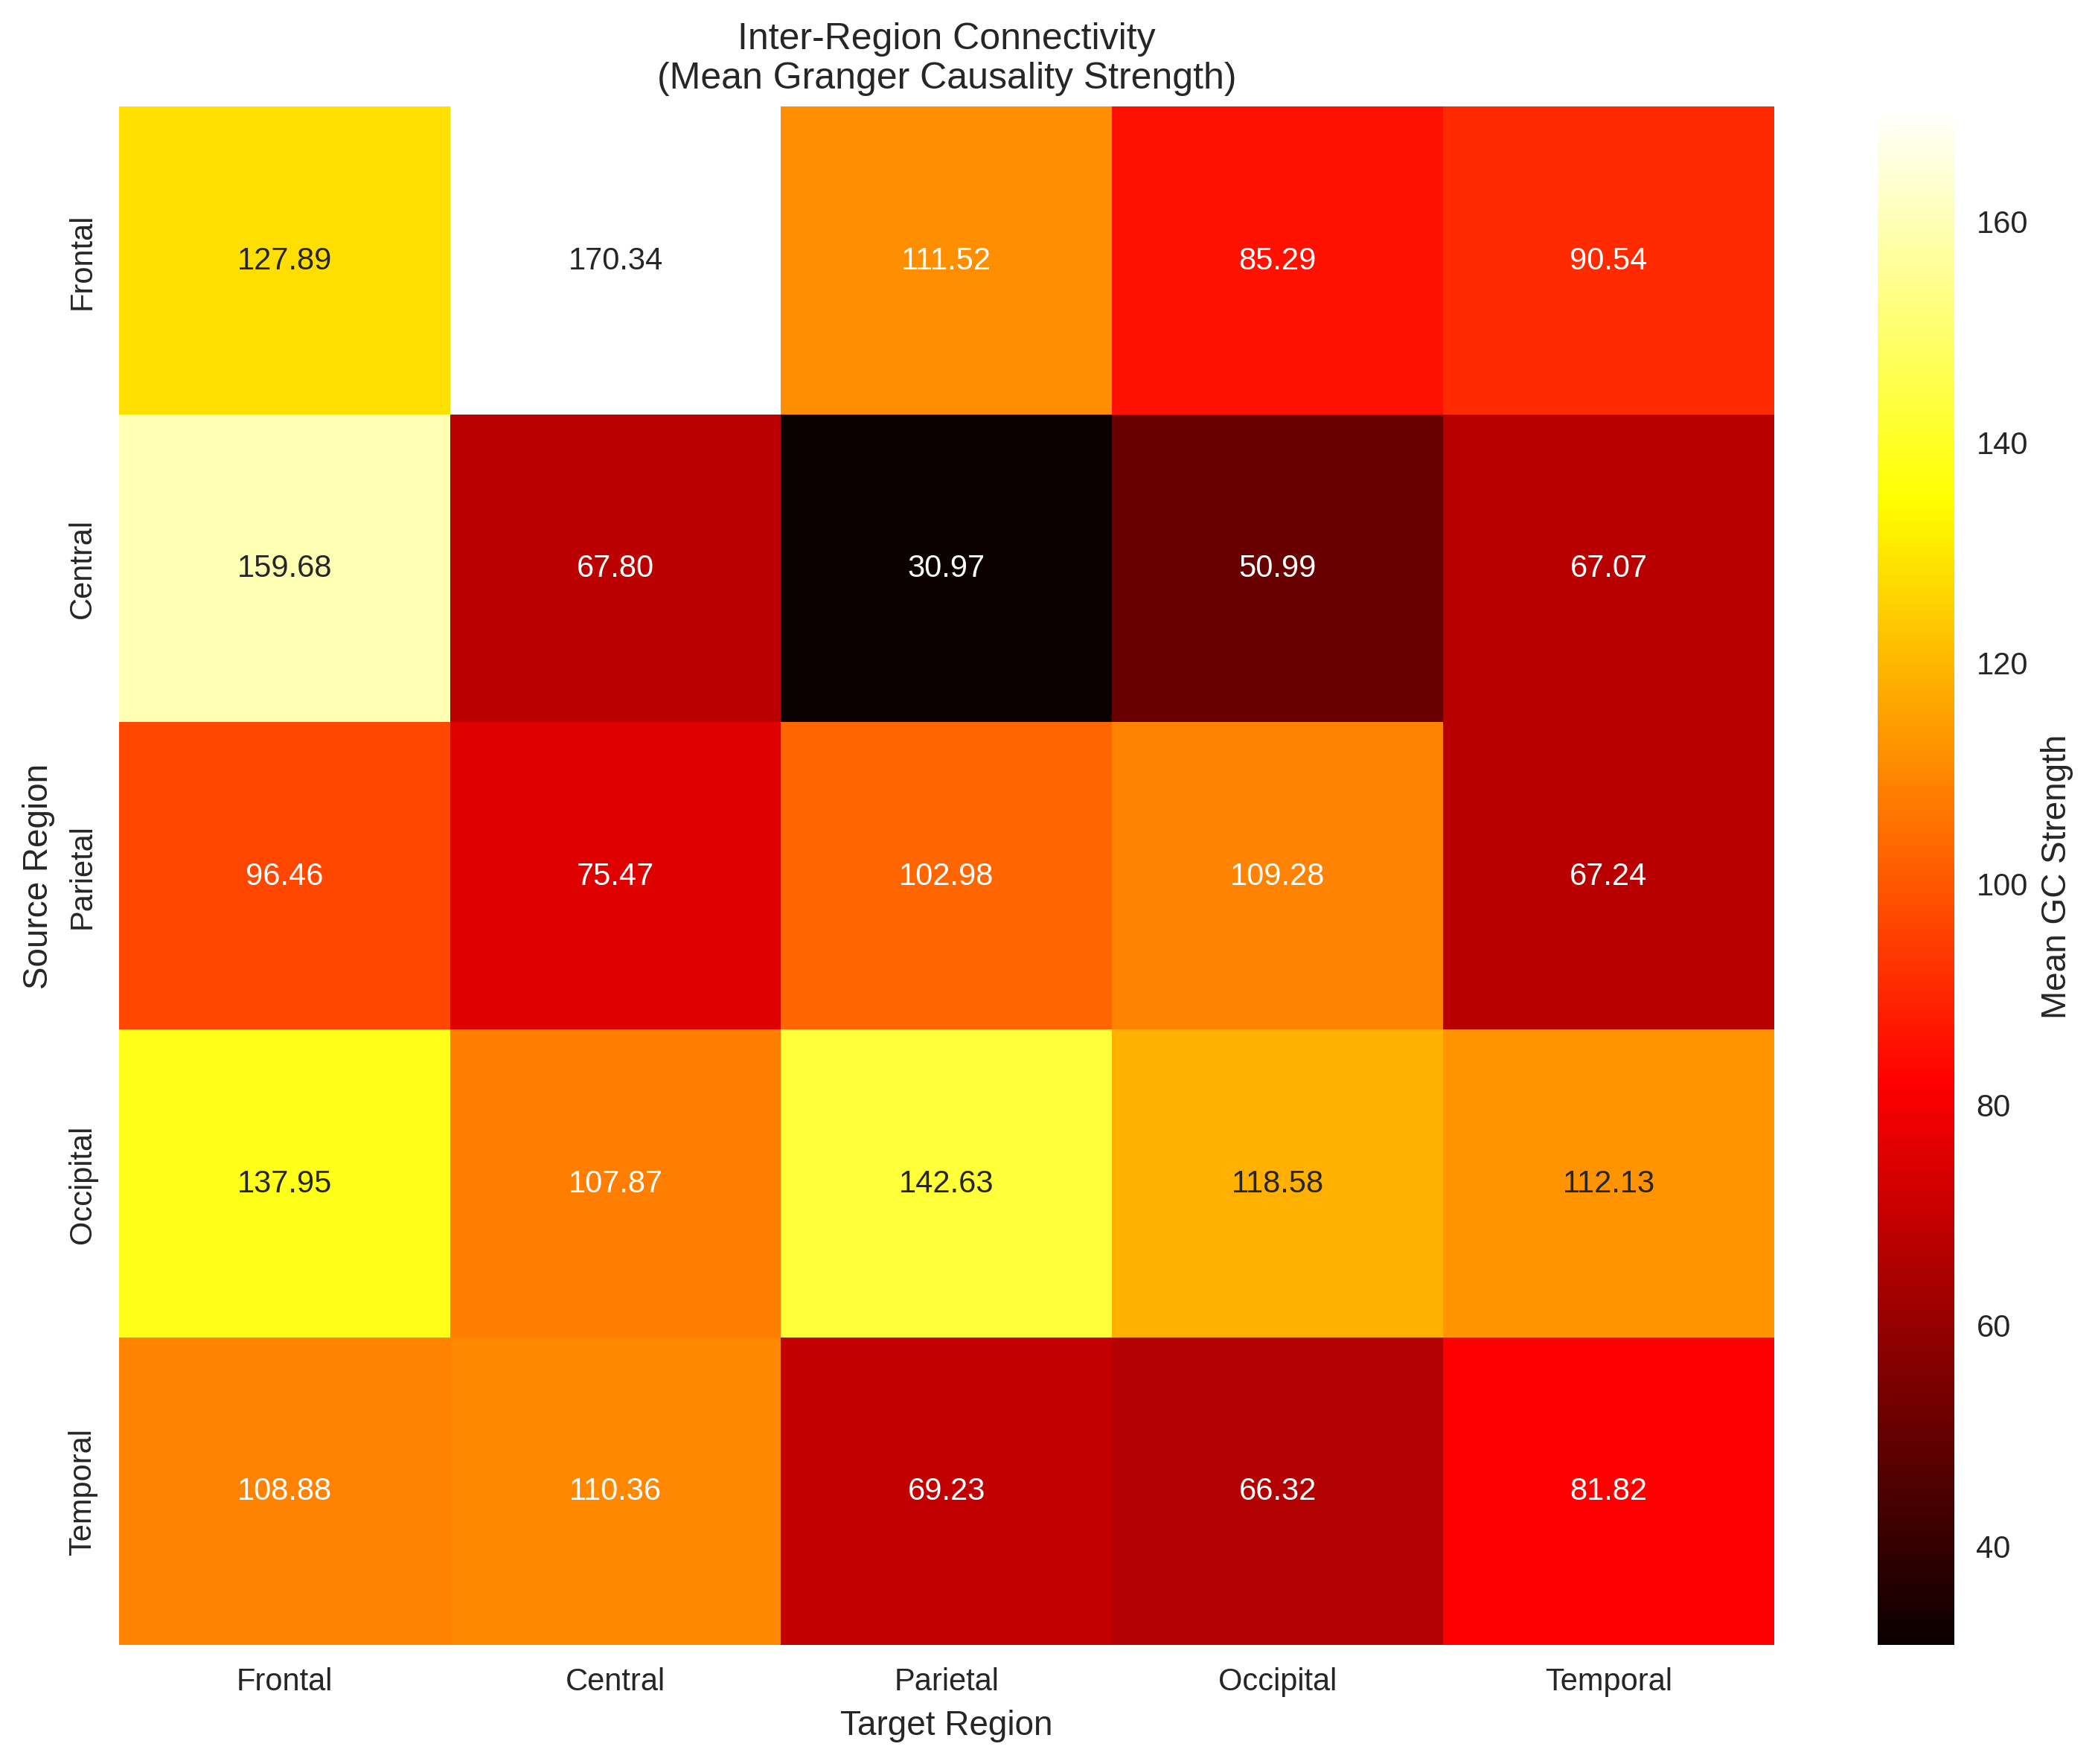 Inter-Region Connectivity
(Mean Granger Causality Strength)
Source Region
Frontal
127.89 170.34 111.52 85.29 90.54
Central
159.68 67.80 30.97 50.99 67.07
Parietal
96.46 75.47 102.98 109.28 67.24
Occipital
137.95 107.87 142.63 118.58 112.13
Temporal
108.88 110.36 69.23 66.32 81.82
Frontal Central Parietal Occipital Temporal
Target Region
160
140
120
100
80
60
40
Mean GC Strength